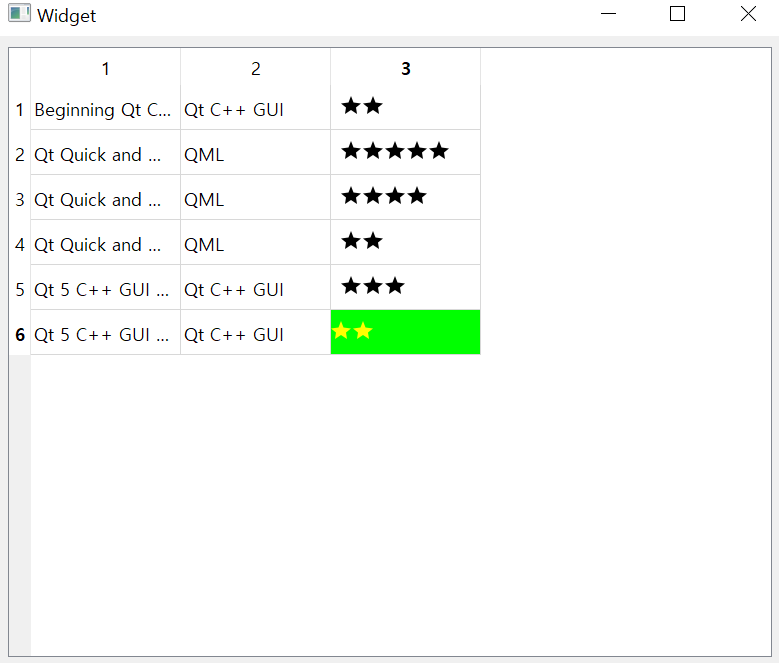 Widget
1 2 3
1 Beginning Qt C... Qt C++ GUI ★★
2 Qt Quick and ... QML ★★★★★
3 Qt Quick and ... QML ★★★★
4 Qt Quick and ... QML ★★
5 Qt 5 C++ GUI ... Qt C++ GUI ★★★
6 Qt 5 C++ GUI ... Qt C++ GUI ★★